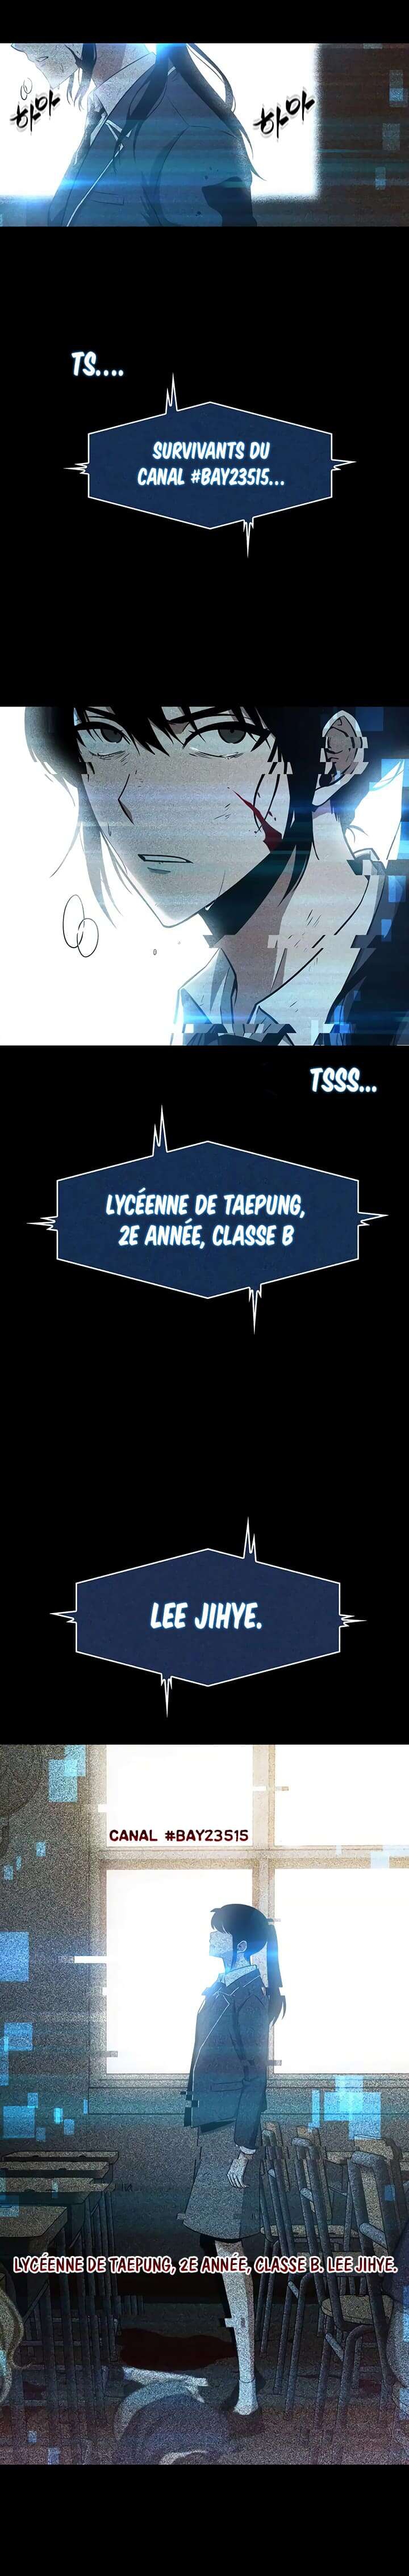 하아
하아
TS....
SURVIVANTS DU
CANAL #BAY23515...
TSSS...
LYCÉENNE DE TAEPUNG,
2E ANNÉE, CLASSE B
LEE JIHYE.
CANAL #BAY23515
LYCÉENNE DE TAEPUNG, 2E ANNÉE, CLASSE B. LEE JIHYE.